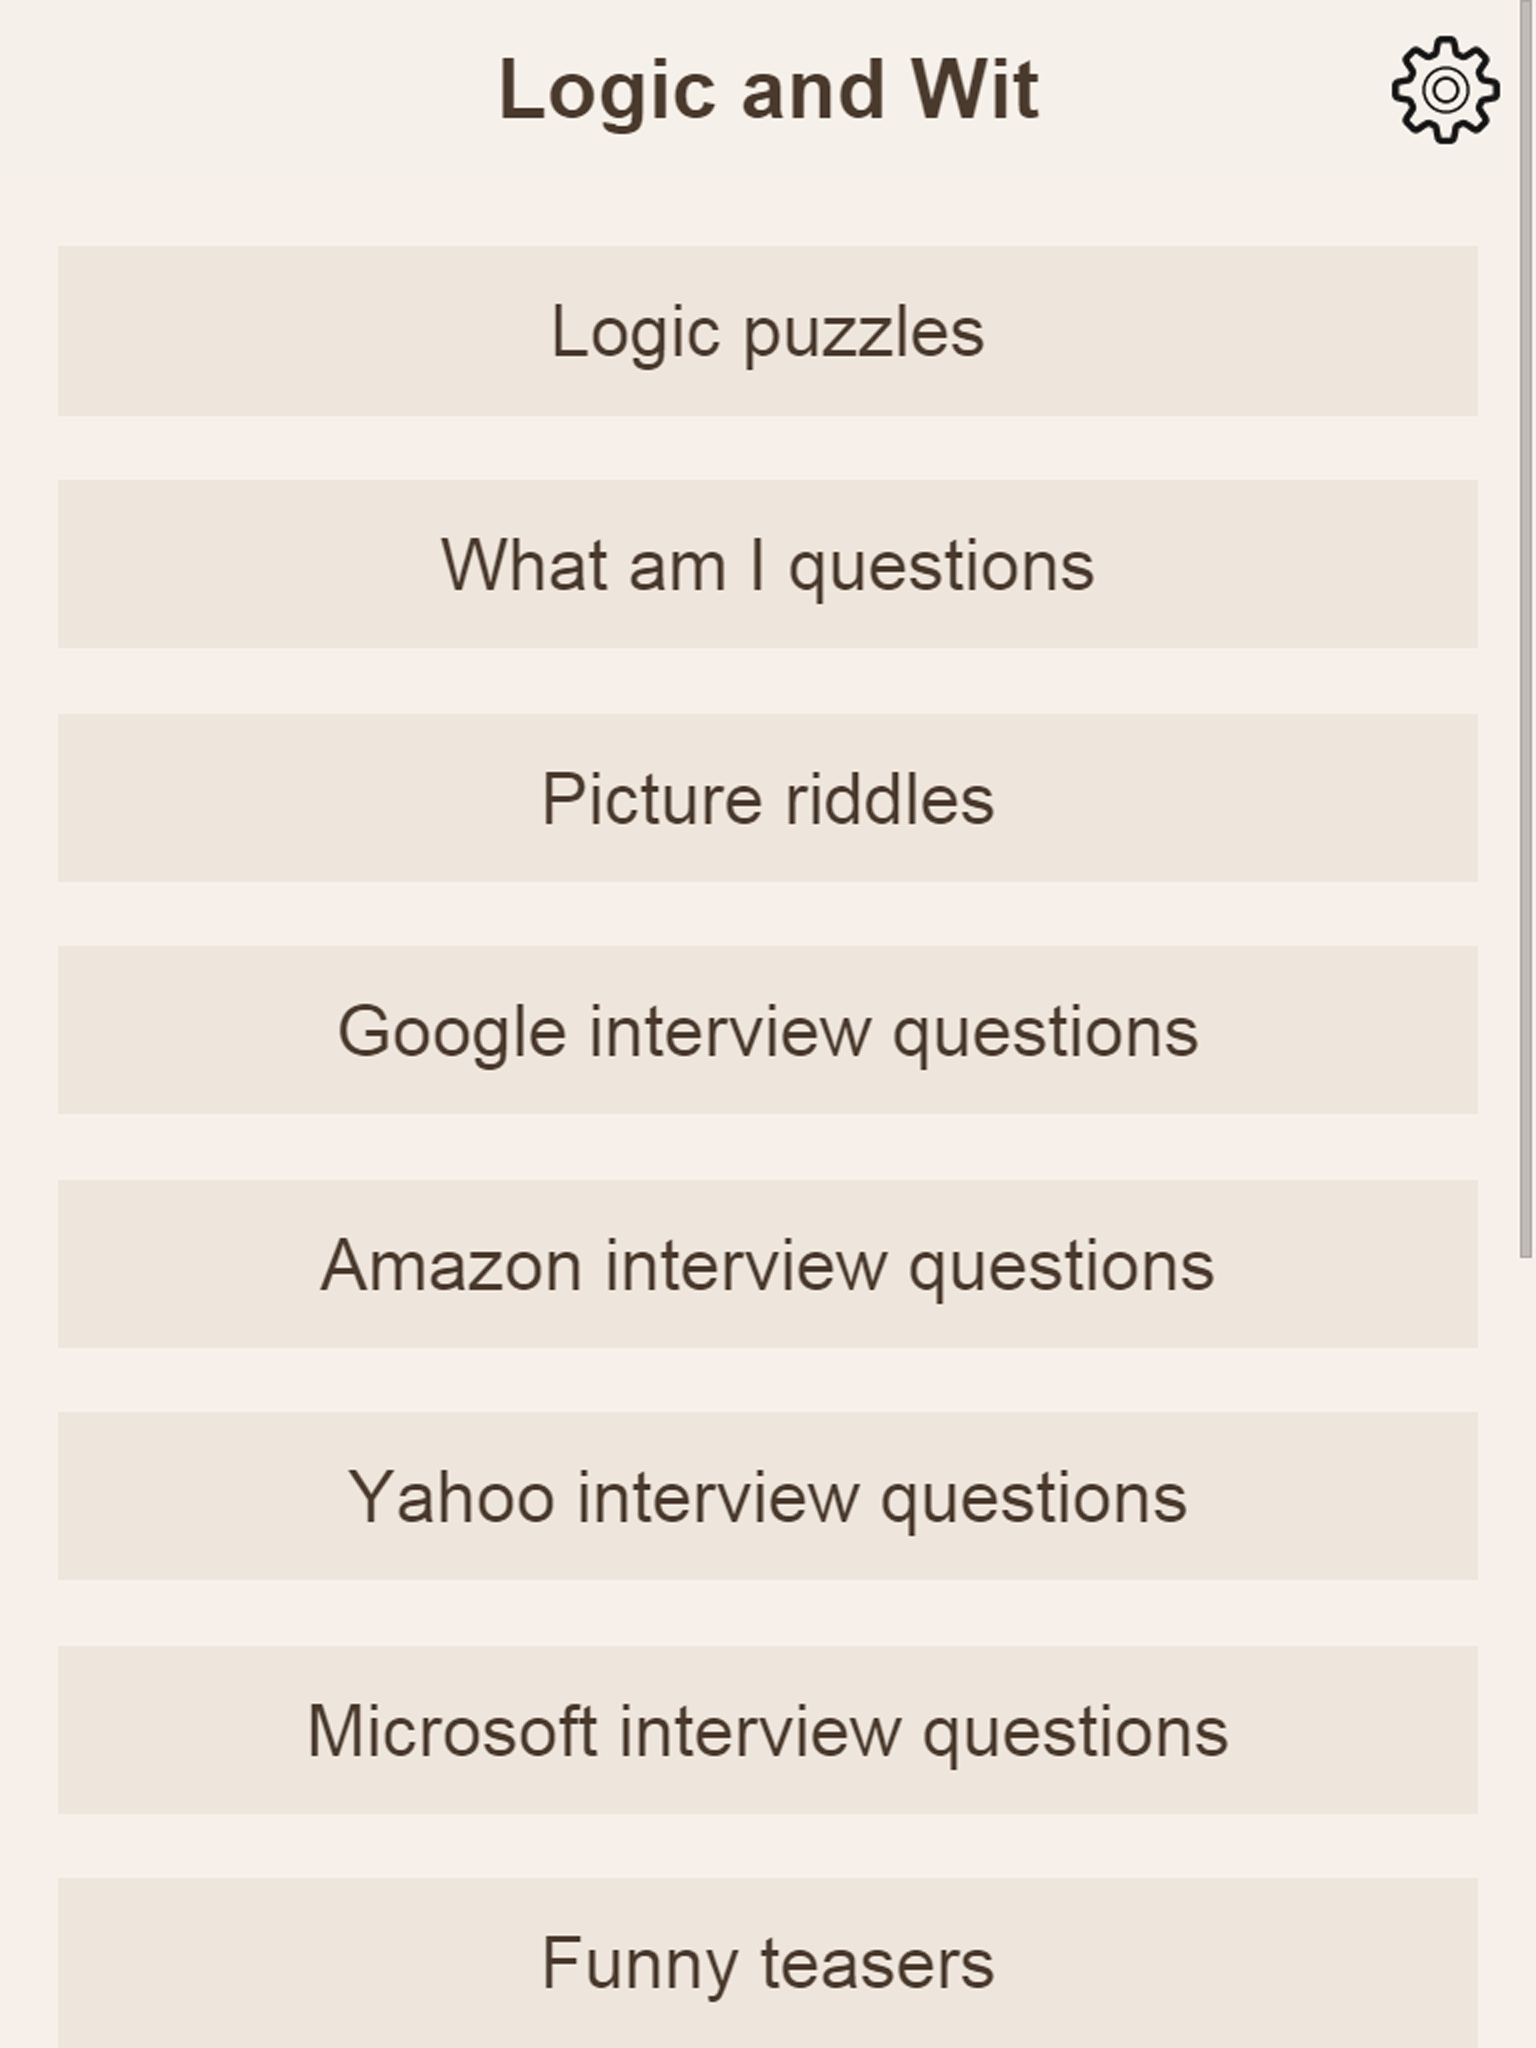 Logic and Wit
Logic puzzles
What am I questions
Picture riddles
Google interview questions
Amazon interview questions
Yahoo interview questions
Microsoft interview questions
Funny teasers